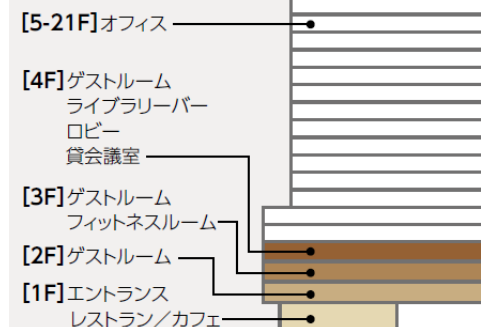 [5-21F]オフィス
[4F]ゲストルーム
ライブラリーバー
ロビー
貸会議室
[3F]ゲストルーム
フィットネスルーム
[2F]ゲストルーム
[1F]エントランス
レストラン／カフェ